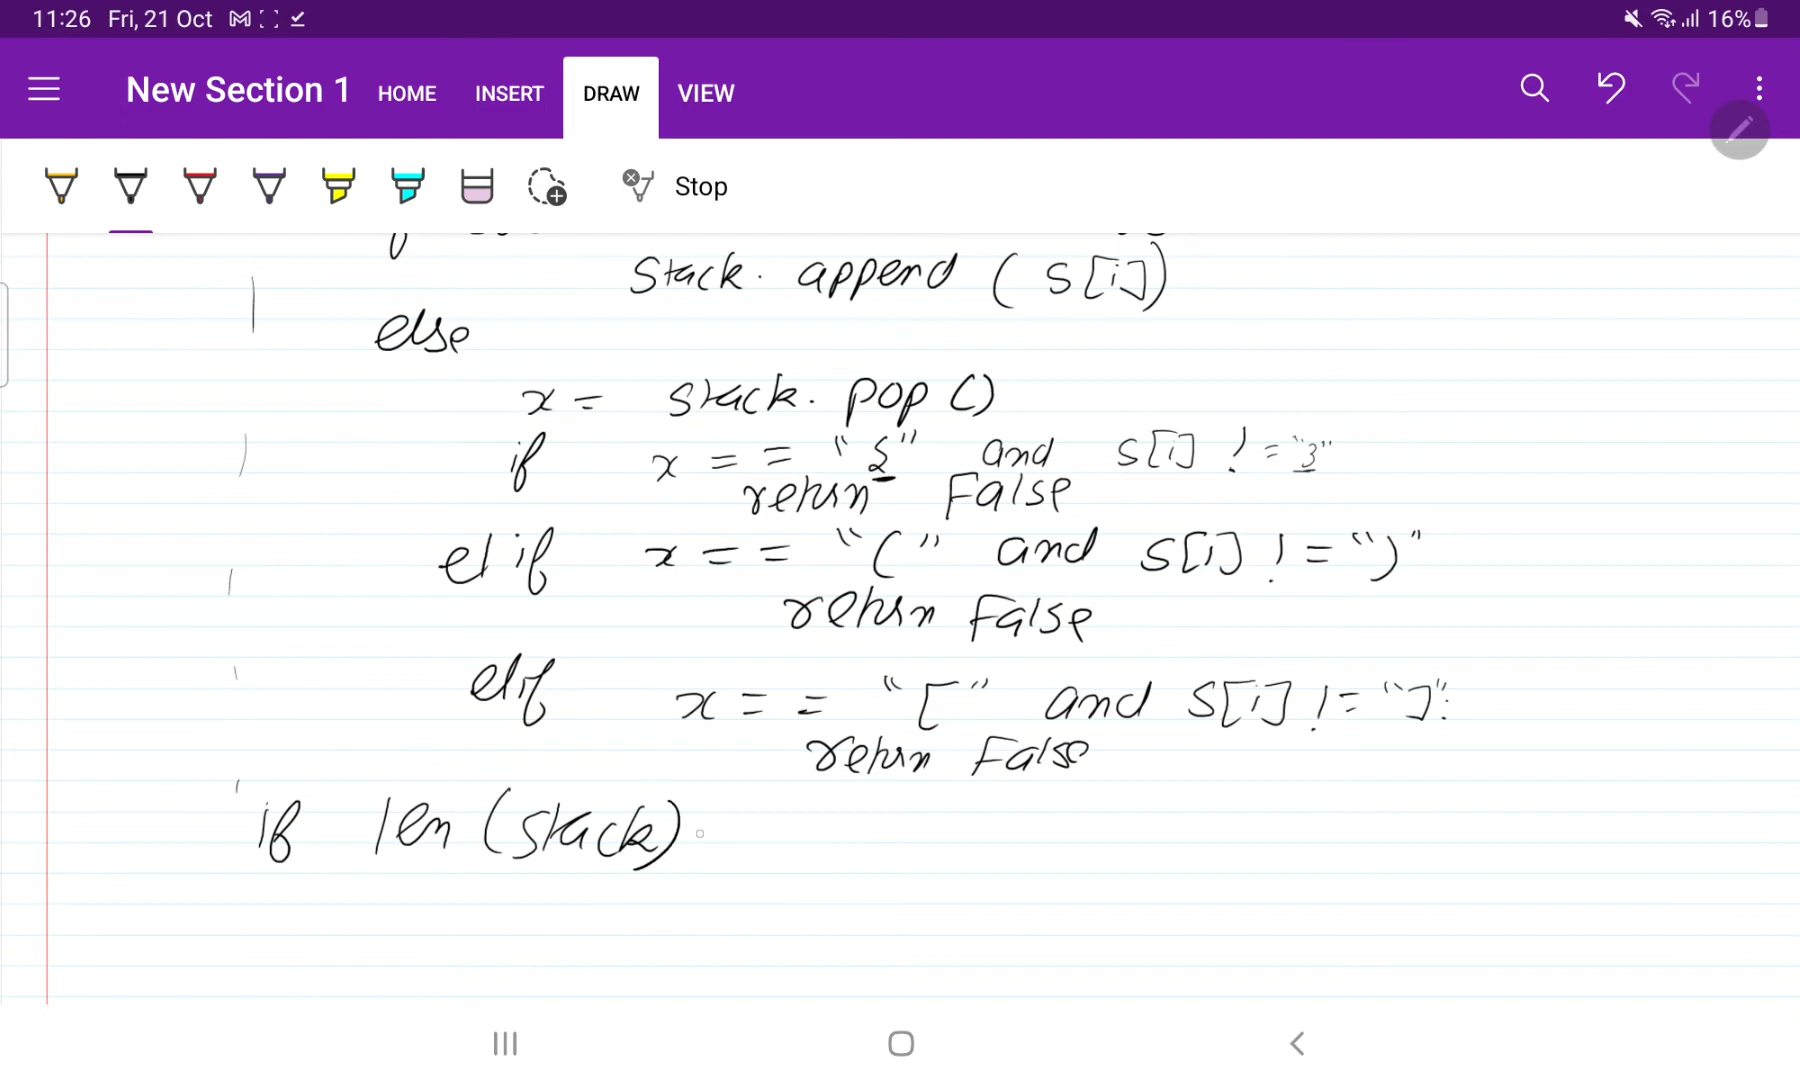 11:26 Fri, 21 Oct 16%
New Section 1 HOME INSERT DRAW VIEW
Stop
stack. append ( s[i])
else
x = stack. pop ()
if x == "{" and s[i] != "}"
return False
elif x == "(" and s[i] != ")"
return False
elif x == "[" and s[i] != "]":
return False
if len (stack)